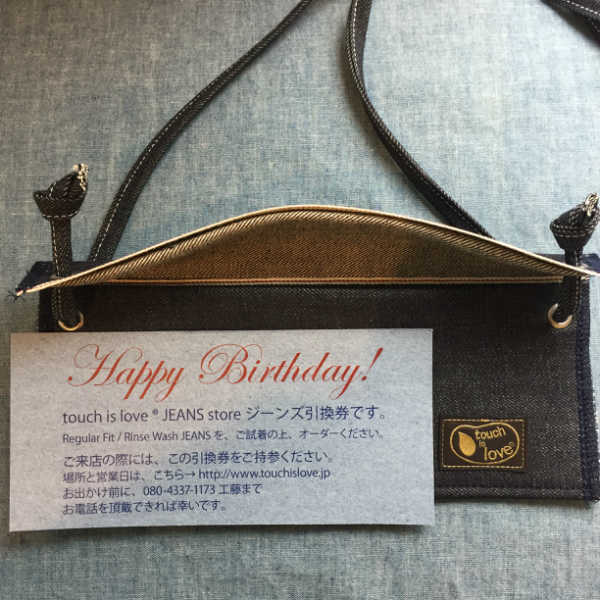 Happy Birthday!
touch is love ® JEANS store ジーンズ引換券です。
Regular Fit / Rinse Wash JEANSを、ご試着の上、オーダーください。
ご来店の際には、この引換券をご持参ください。
場所と営業日は、こちら→ http://www.touchislove.jp
お出かけ前に、080-4337-1173 工藤まで
お電話を頂戴できれば幸いです。
touch
is
love®